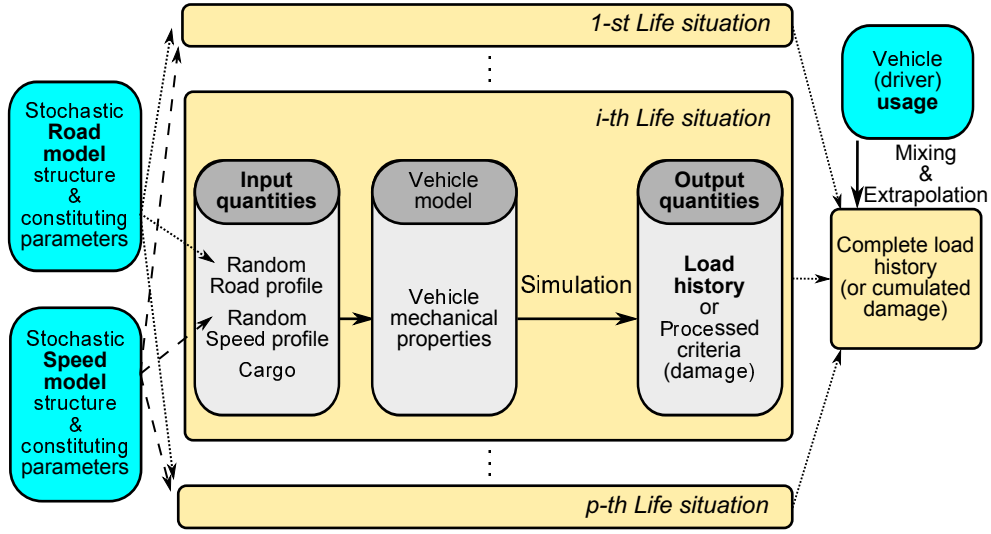 1-st Life situation
Stochastic
Road
model
structure
&
constituting
parameters
Stochastic
Speed
model
structure
&
constituting
parameters
i-th Life situation
Input
quantities
Random
Road profile
Random
Speed profile
Cargo
Vehicle
model
Vehicle
mechanical
properties
Simulation
Output
quantities
Load
history
or
Processed
criteria
(damage)
p-th Life situation
Vehicle
(driver)
usage
Mixing
&
Extrapolation
Complete load
history
(or cumulated
damage)